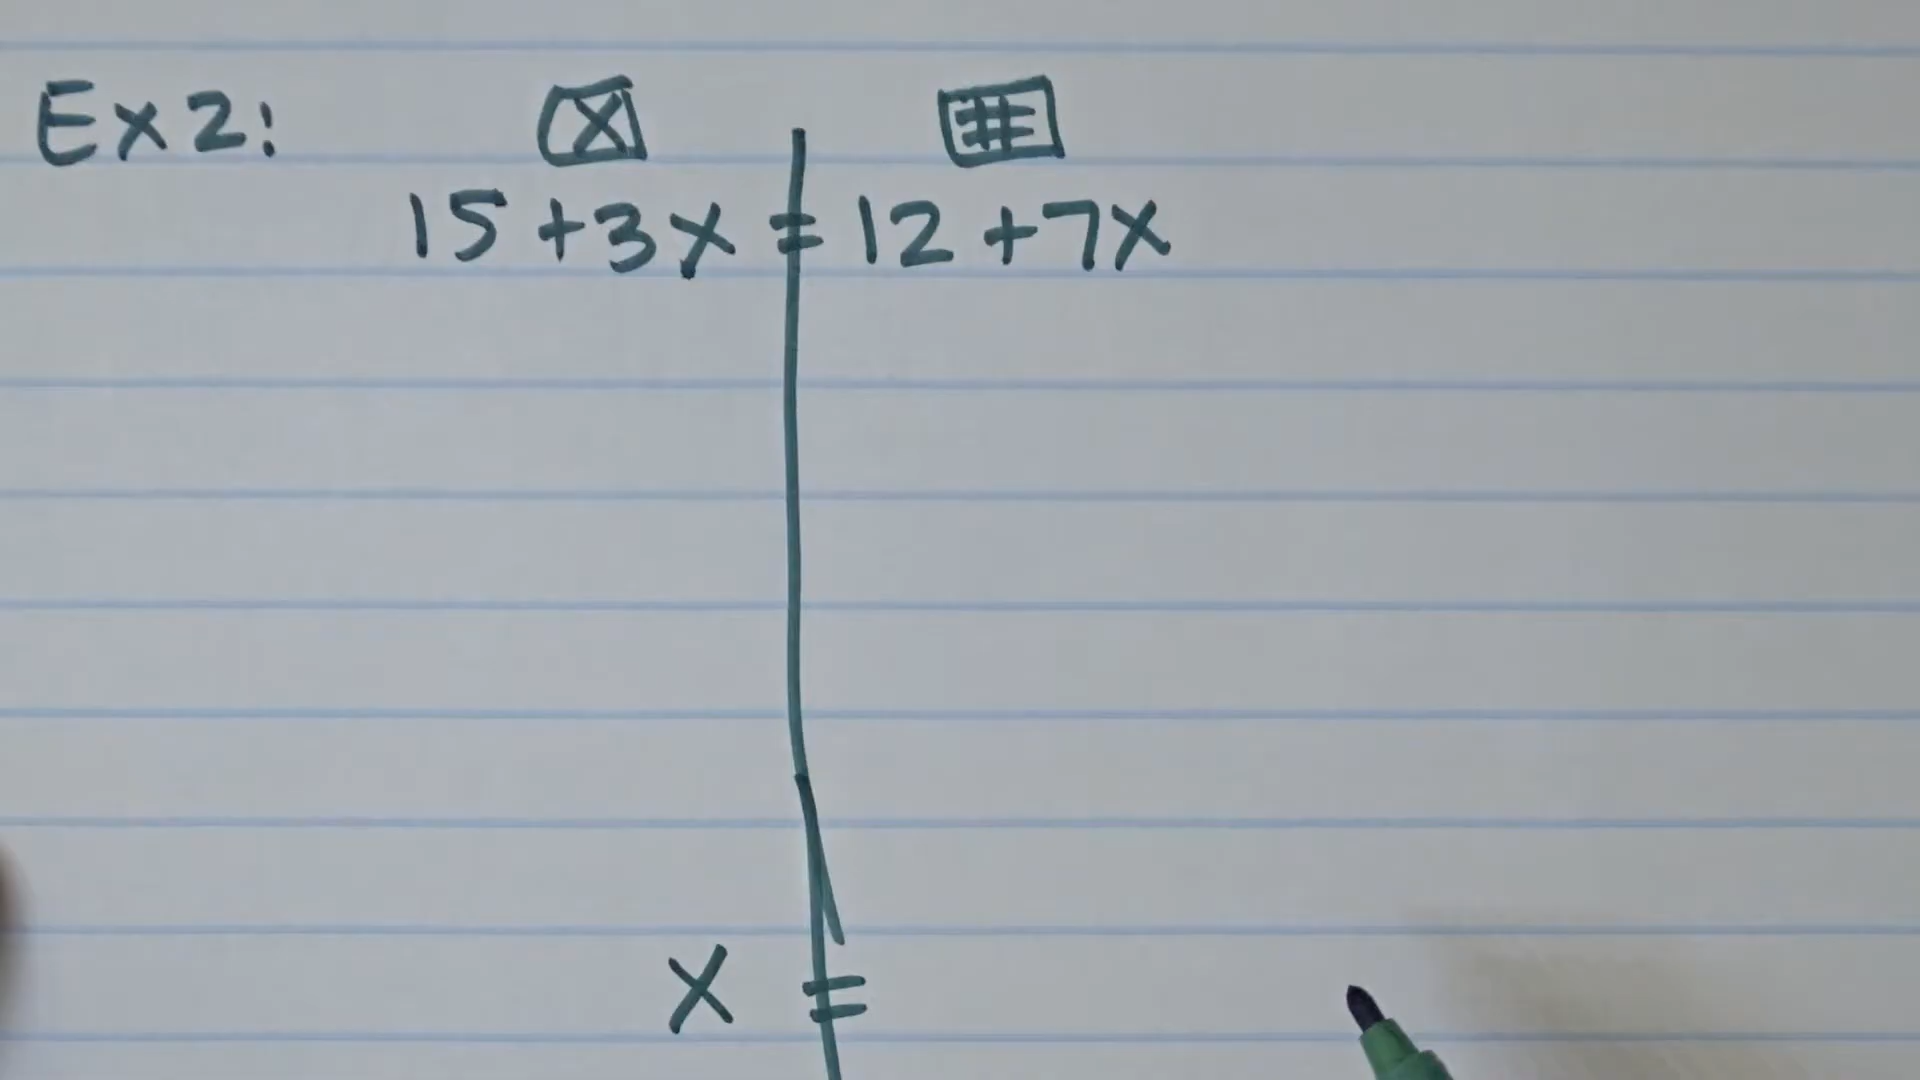 Ex 2: X #
15 + 3x = 12 + 7x
x =